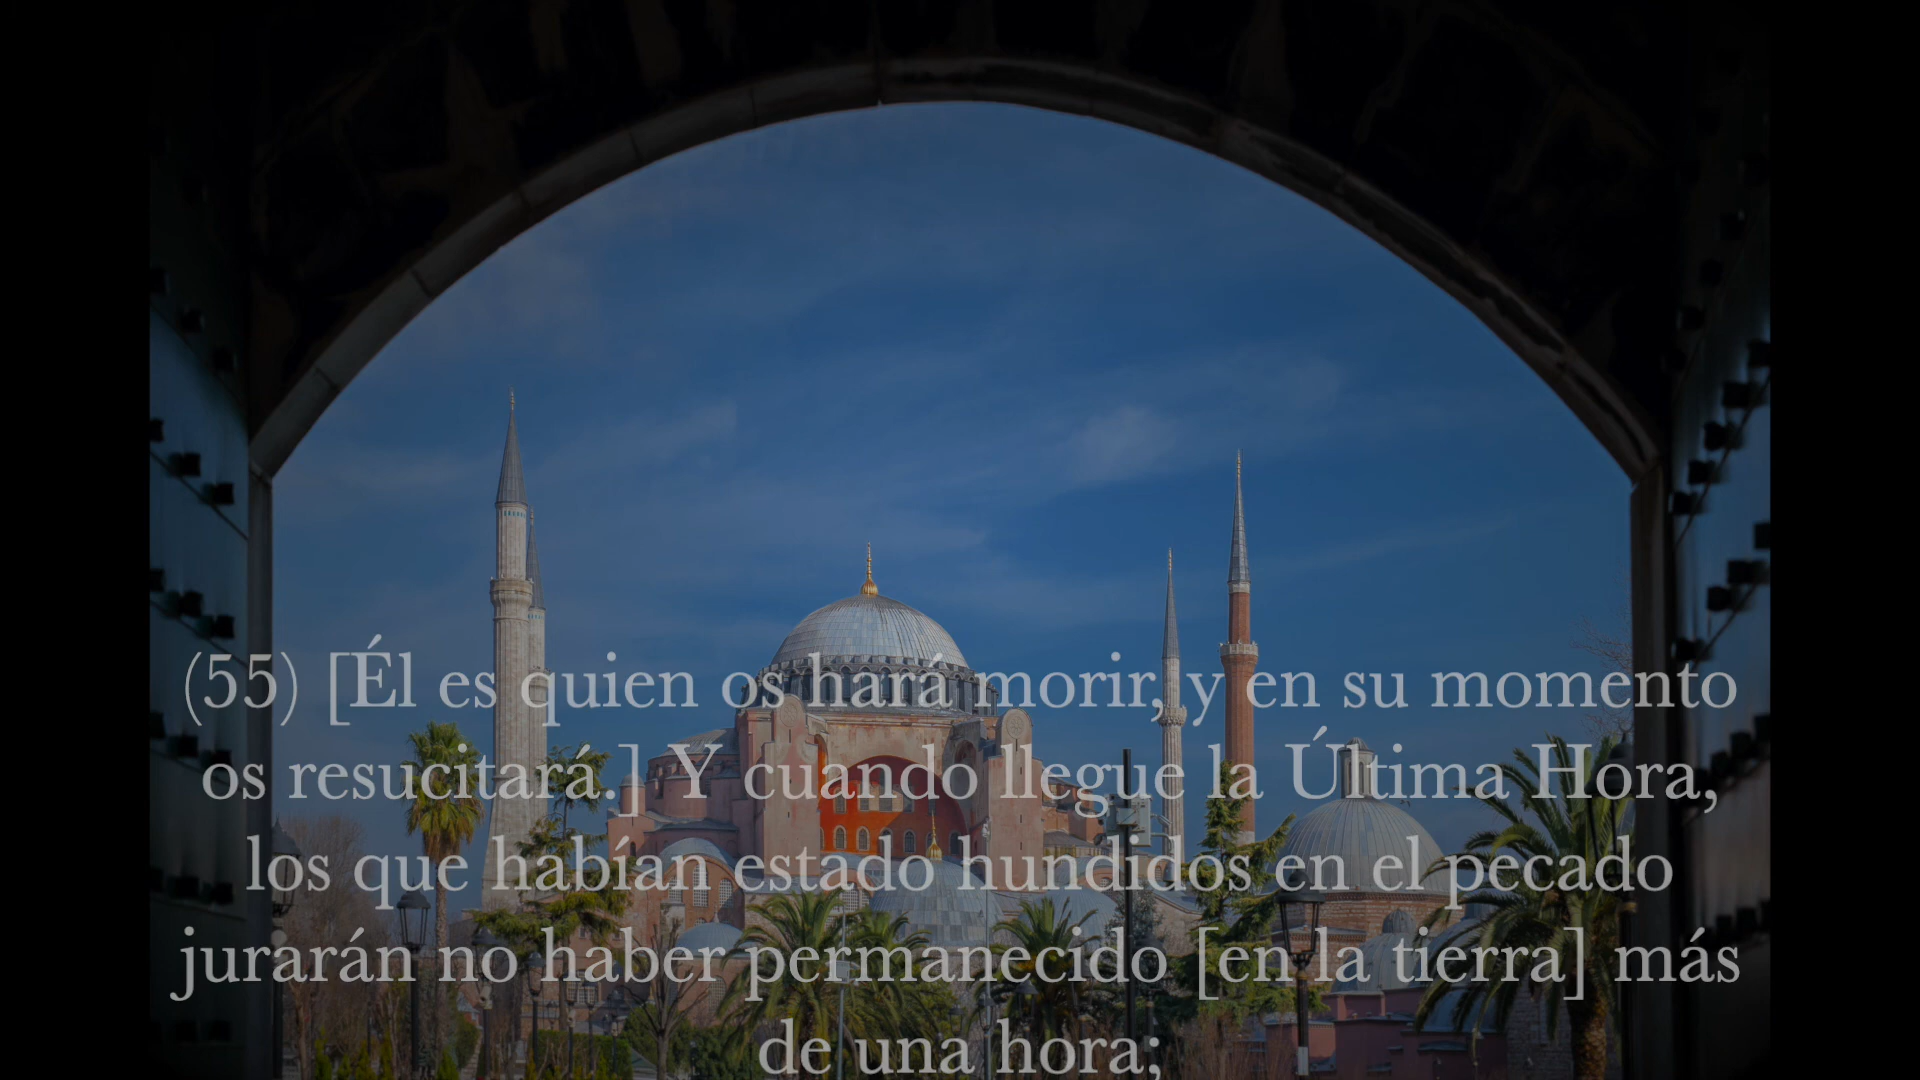 (55) [Él es quien os hará morir, y en su momento
os resucitará.] Y cuando llegue la Última Hora,
los que habían estado hundidos en el pecado
jurarán no haber permanecido [en la tierra] más
de una hora;